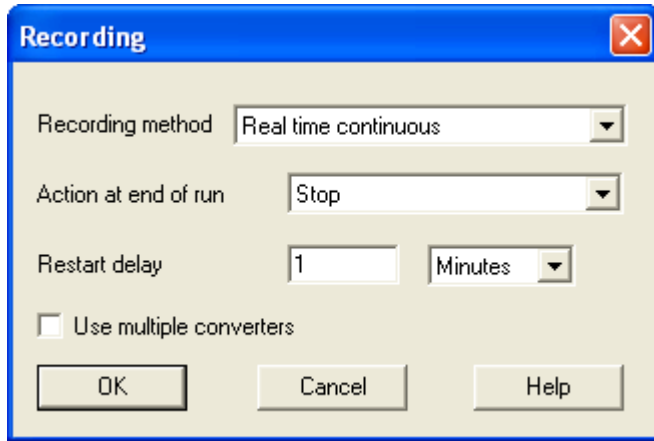 Recording
Recording method Real time continuous
Action at end of run Stop
Restart delay 1 Minutes
Use multiple converters
OK Cancel Help